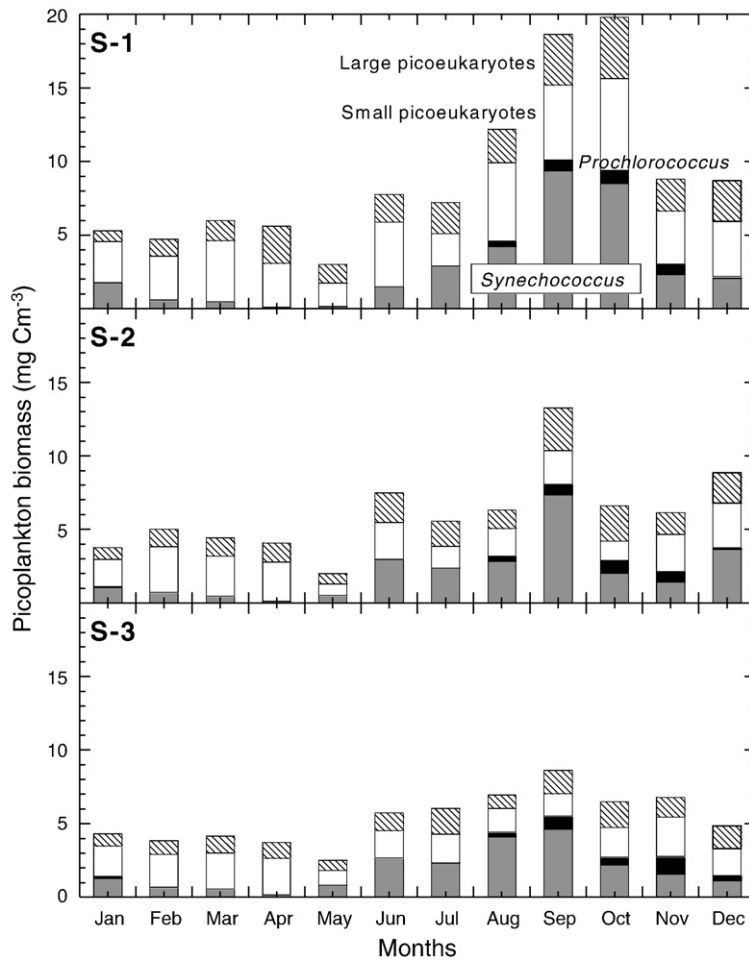 20
S-1
Large picoeukaryotes
15
Small picoeukaryotes
10
Prochlorococcus
5
Synechococcus
S-2
15
10
5
S-3
15
10
5
0
Jan Feb Mar Apr May Jun Jul Aug Sep Oct Nov Dec
Months
Picoplankton biomass (mg Cm-3)